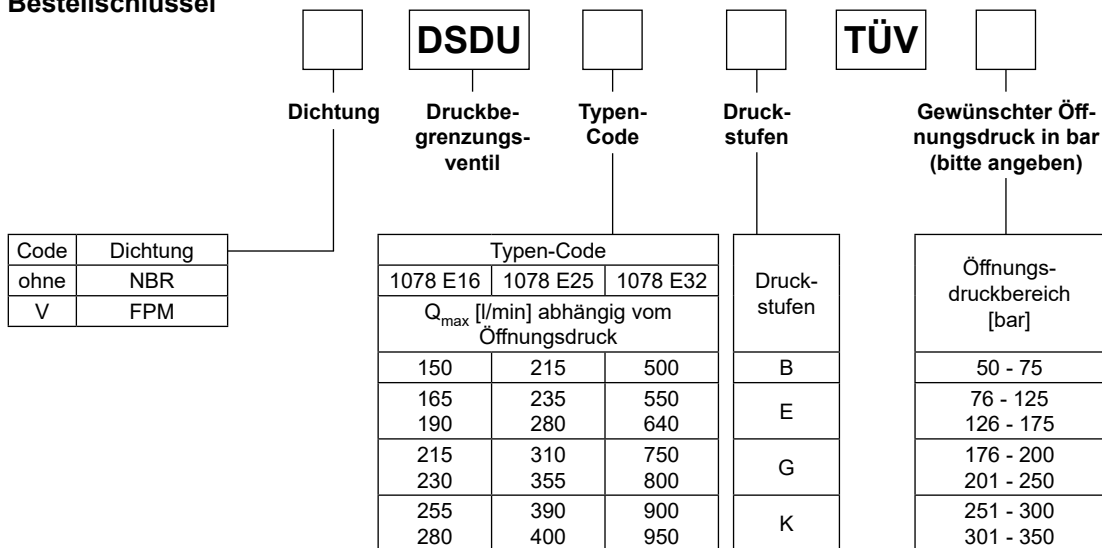 Bestellschlüssel
DSDU TÜV
Dichtung
Druckbe-
grenzungs-
ventil
Typen-
Code
Druck-
stufen
Gewünschter Öff-
nungsdruck in bar
(bitte angeben)
Code Dichtung
ohne NBR
V FPM
Typen-Code
1078 E16 1078 E25 1078 E32
Qmax [l/min] abhängig vom
Öffnungsdruck
150 215 500
165 235 550
190 280 640
215 310 750
230 355 800
255 390 900
280 400 950
Druck-
stufen
B
E
G
K
Öffnungs-
druckbereich
[bar]
50 - 75
76 - 125
126 - 175
176 - 200
201 - 250
251 - 300
301 - 350